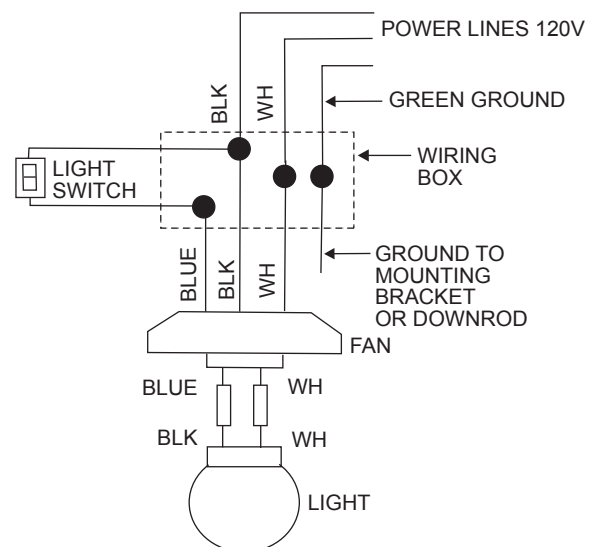 POWER LINES 120V
BLK
WH
GREEN GROUND
WIRING
BOX
LIGHT
SWITCH
BLUE
BLK
WH
GROUND TO
MOUNTING
BRACKET
OR DOWNROD
FAN
BLUE
WH
BLK
WH
LIGHT